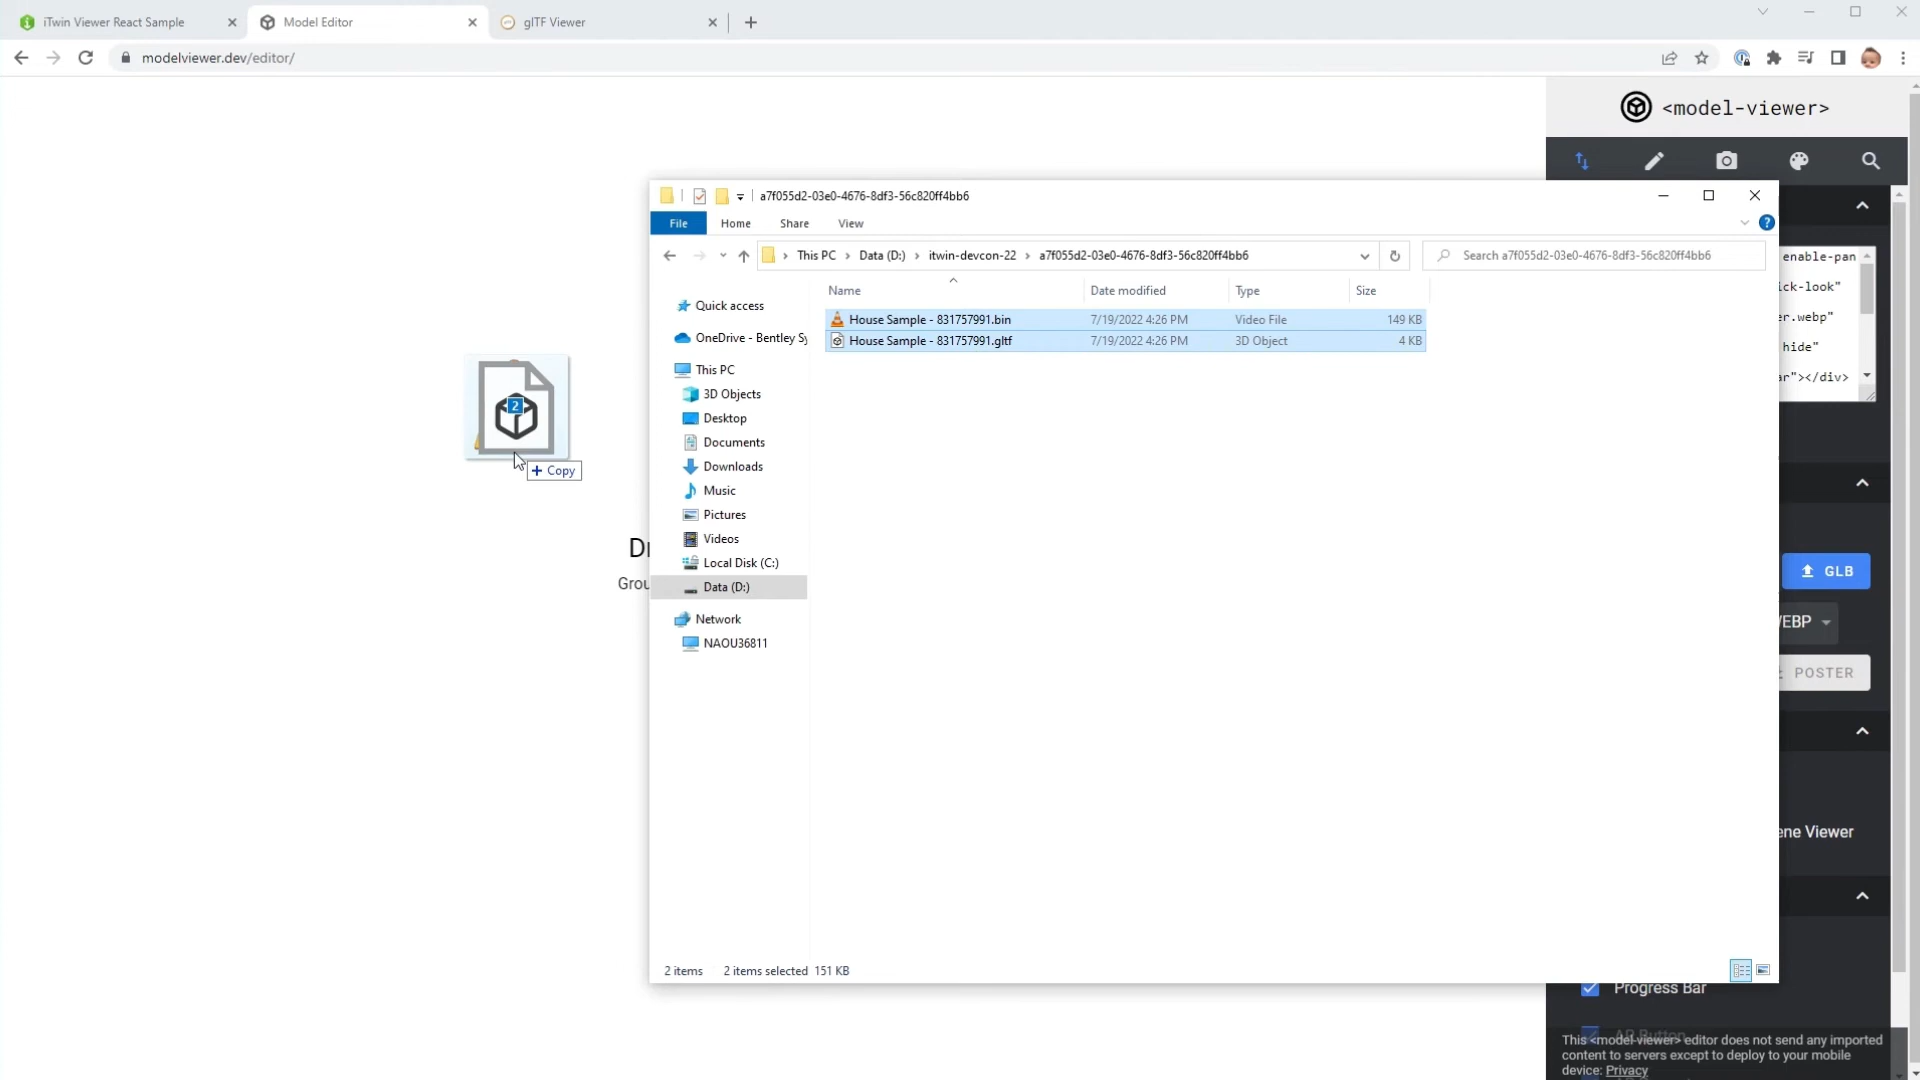 iTwin Viewer React Sample
Model Editor
glTF Viewer
modelviewer.dev/editor/
<model-viewer>
a7f055d2-03e0-4676-8df3-56c820ff4bb6
File
Home
Share
View
This PC
Data (D:)
itwin-devcon-22
a7f055d2-03e0-4676-8df3-56c820ff4bb6
Search a7f055d2-03e0-4676-8df3-56c820ff4bb6
Name
Date modified
Type
Size
House Sample - 831757991.bin
7/19/2022 4:26 PM
Video File
149 KB
House Sample - 831757991.gltf
7/19/2022 4:26 PM
3D Object
4 KB
Quick access
OneDrive - Bentley Sy
This PC
3D Objects
Desktop
Documents
Downloads
Music
Pictures
Videos
Local Disk (C:)
Data (D:)
Network
NAOU36811
2 items
2 items selected 151 KB
2
+ Copy
Dr
Grou
enable-pan
ick-look"
er.webp"
hide"
ar"></div>
GLB
EBP
POSTER
ene Viewer
Progress Bar
AR Button
This <model-viewer> editor does not send any imported
content to servers except to deploy to your mobile
device: Privacy